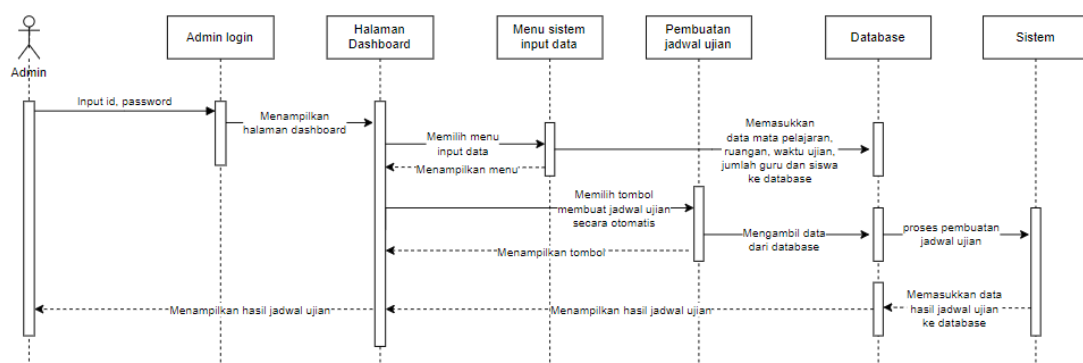 Admin
Admin login
Halaman
Dashboard
Menu sistem
input data
Pembuatan
jadwal ujian
Database
Sistem
Input id, password
Menampilkan
halaman dashboard
Memilih menu
input data
Menampilkan menu
Memasukkan
data mata pelajaran,
ruangan, waktu ujian,
jumlah guru dan siswa
ke database
Memilih tombol
membuat jadwal ujian
secara otomatis
Mengambil data
dari database
proses pembuatan
jadwal ujian
Menampilkan tombol
Memasukkan data
hasil jadwal ujian
ke database
Menampilkan hasil jadwal ujian
Menampilkan hasil jadwal ujian